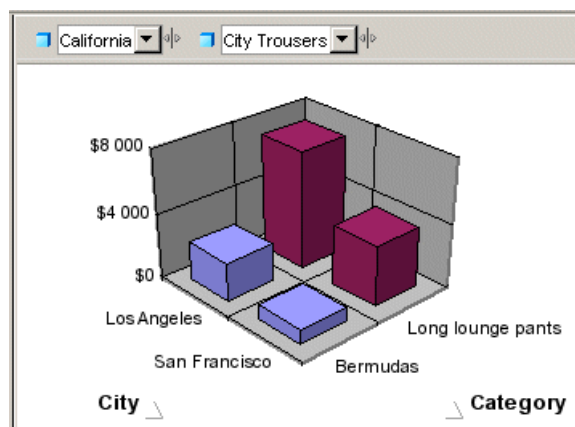 California City Trousers
$8 000
$4 000
$0
Los Angeles
San Francisco
Bermudas
Long lounge pants
City Category